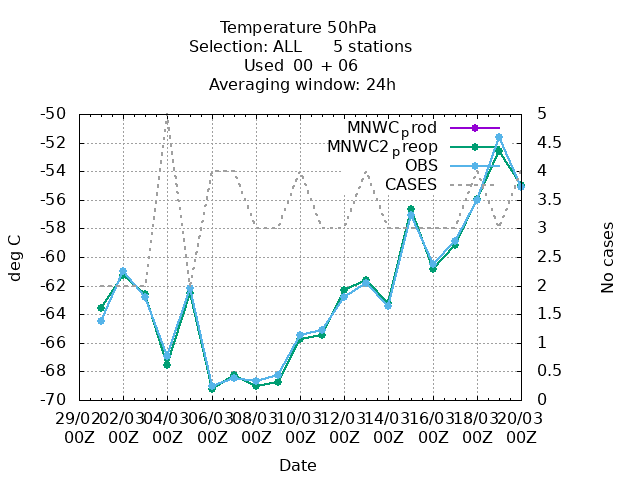 Temperature 50hPa
Selection: ALL      5 stations
Used  00 + 06
Averaging window: 24h
MNWC_prod
MNWC2_preop
OBS
CASES
-50
-52
-54
-56
-58
-60
-62
-64
-66
-68
-70
deg C
5
4.5
4
3.5
3
2.5
2
1.5
1
0.5
0
No cases
29/02 02/03 04/03 06/03 08/03 10/03 12/03 14/03 16/03 18/03 20/03
00Z 00Z 00Z 00Z 00Z 00Z 00Z 00Z 00Z 00Z 00Z
Date